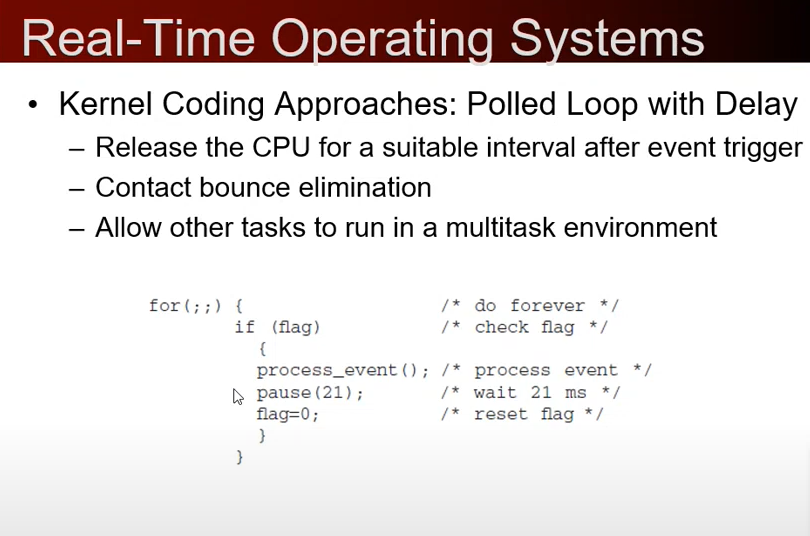 Real-Time Operating Systems
• Kernel Coding Approaches: Polled Loop with Delay
– Release the CPU for a suitable interval after event trigger
– Contact bounce elimination
– Allow other tasks to run in a multitask environment
for(;;) { /* do forever */
if (flag) /* check flag */
{
process_event(); /* process event */
pause(21); /* wait 21 ms */
flag=0; /* reset flag */
}
}